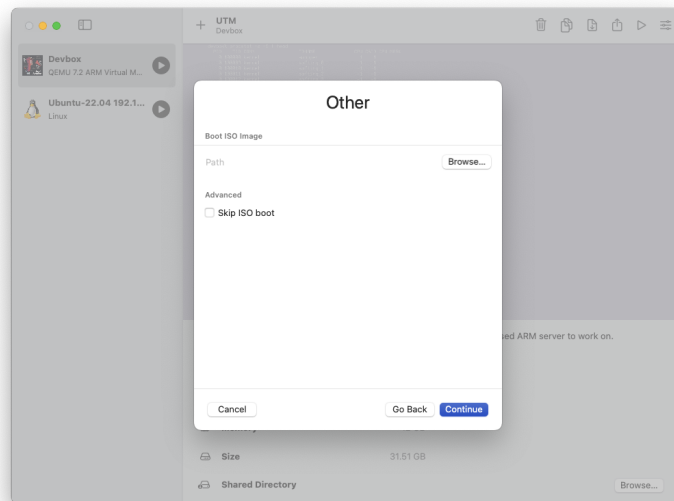 UTM
Devbox
Devbox
QEMU 7.2 ARM Virtual M...
Ubuntu-22.04 192.1...
Linux
Other
Boot ISO Image
Path
Browse...
Advanced
Skip ISO boot
sed ARM server to work on.
Cancel
Go Back
Continue
Size
31.51 GB
Shared Directory
Browse...